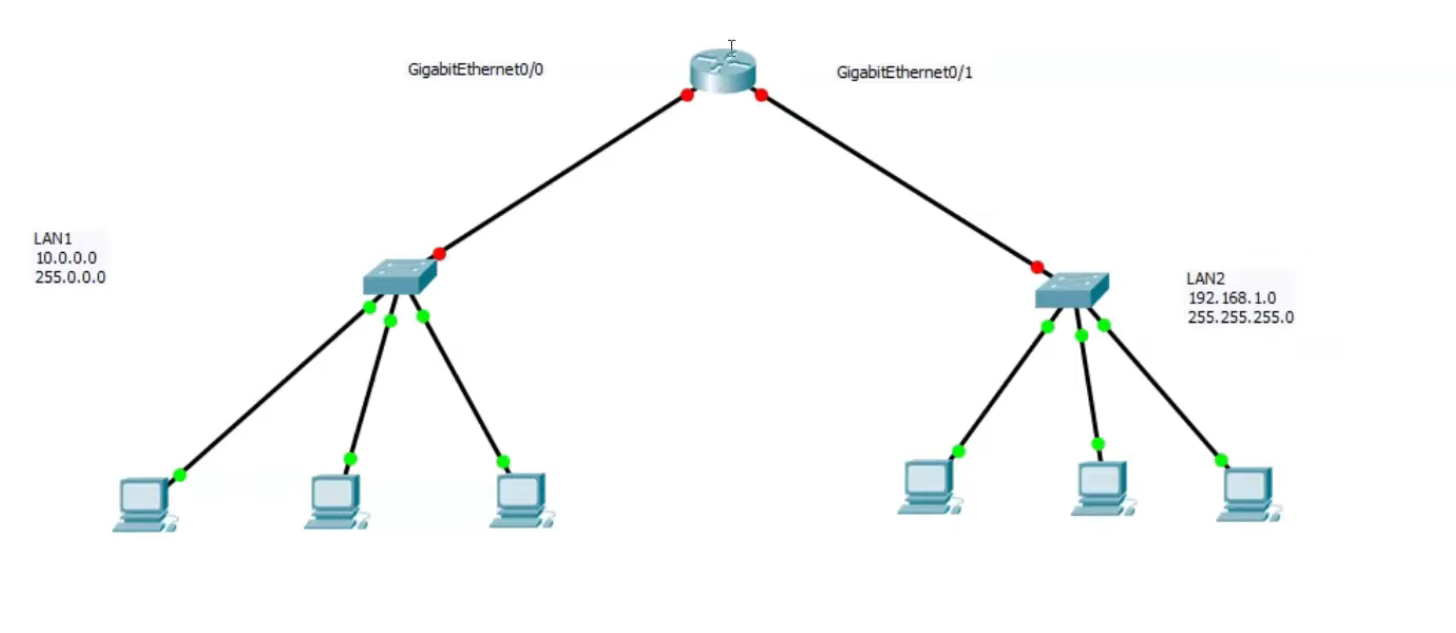 GigabitEthernet0/0
GigabitEthernet0/1
LAN1
10.0.0.0
255.0.0.0
LAN2
192.168.1.0
255.255.255.0